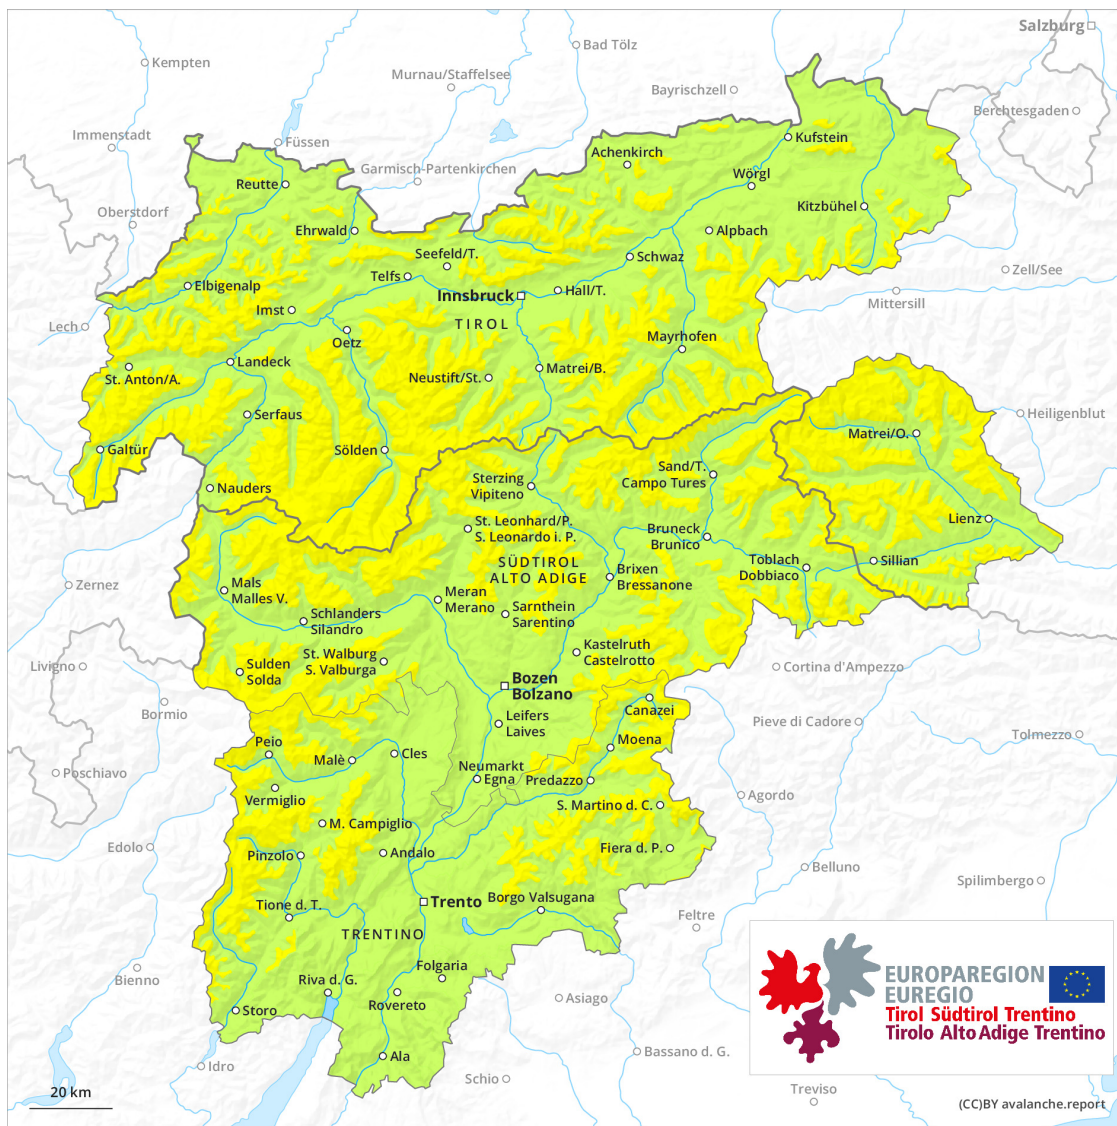 Salzburg
Kempten
Bad Tölz
Murnau/Staffelsee
Bayrischzell
Berchtesgaden
Immenstadt
Füssen
Kufstein
Achenkirch
Garmisch-Partenkirchen
Wörgl
Reutte
Oberstdorf
Kitzbühel
Ehrwald
Alpbach
Seefeld/T.
Schwaz
Telfs
Zell/See
Elbigenalp
Innsbruck
Hall/T.
Mittersill
Imst
TIROL
Lech
Oetz
Mayrhofen
Landeck
Matrei/B.
St. Anton/A.
Neustift/St.
Serfaus
Heiligenblut
Matrei/O.
Galtür
Sölden
Sand/T.
Campo Tures
Sterzing
Vipiteno
Nauders
Lienz
St. Leonhard/P.
S. Leonardo i. P.
Bruneck
Brunico
SÜDTIROL
ALTO ADIGE
Toblach
Dobbiaco
Sillian
Brixen
Bressanone
Zernez
Mals
Malles V.
Meran
Merano
Schlanders
Silandro
Sarnthein
Sarentino
Kastelruth
Castelrotto
St. Walburg
S. Valburga
Livigno
Sulden
Solda
Cortina d'Ampezzo
Bozen
Bolzano
Bormio
Canazei
Leifers
Laives
Pieve di Cadore
Tolmezzo
Peio
Moena
Cles
Malè
Neumarkt
Egna
Poschiavo
Predazzo
Vermiglio
Agordo
S. Martino d. C.
M. Campiglio
Edolo
Fiera d. P.
Pinzolo
Andalo
Belluno
Spilimbergo
Borgo Valsugana
Trento
Tione d. T.
Feltre
TRENTINO
Folgaria
Bienno
Riva d. G.
Rovereto
Asiago
Storo
EUROPAREGION
EUREGIO
Tirol Südtirol Trentino
Tirolo Alto Adige Trentino
Ala
Bassano d. G.
Idro
Schio
Treviso
20 km
(CC)BY avalanche.report